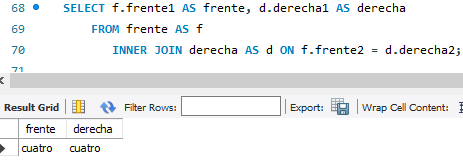 68 SELECT f.frente1 AS frente, d.derecha1 AS derecha
69 FROM frente AS f
70 INNER JOIN derecha AS d ON f.frente2 = d.derecha2;
71
Result Grid Filter Rows: Export: Wrap Cell Content:
frente derecha
cuatro cuatro